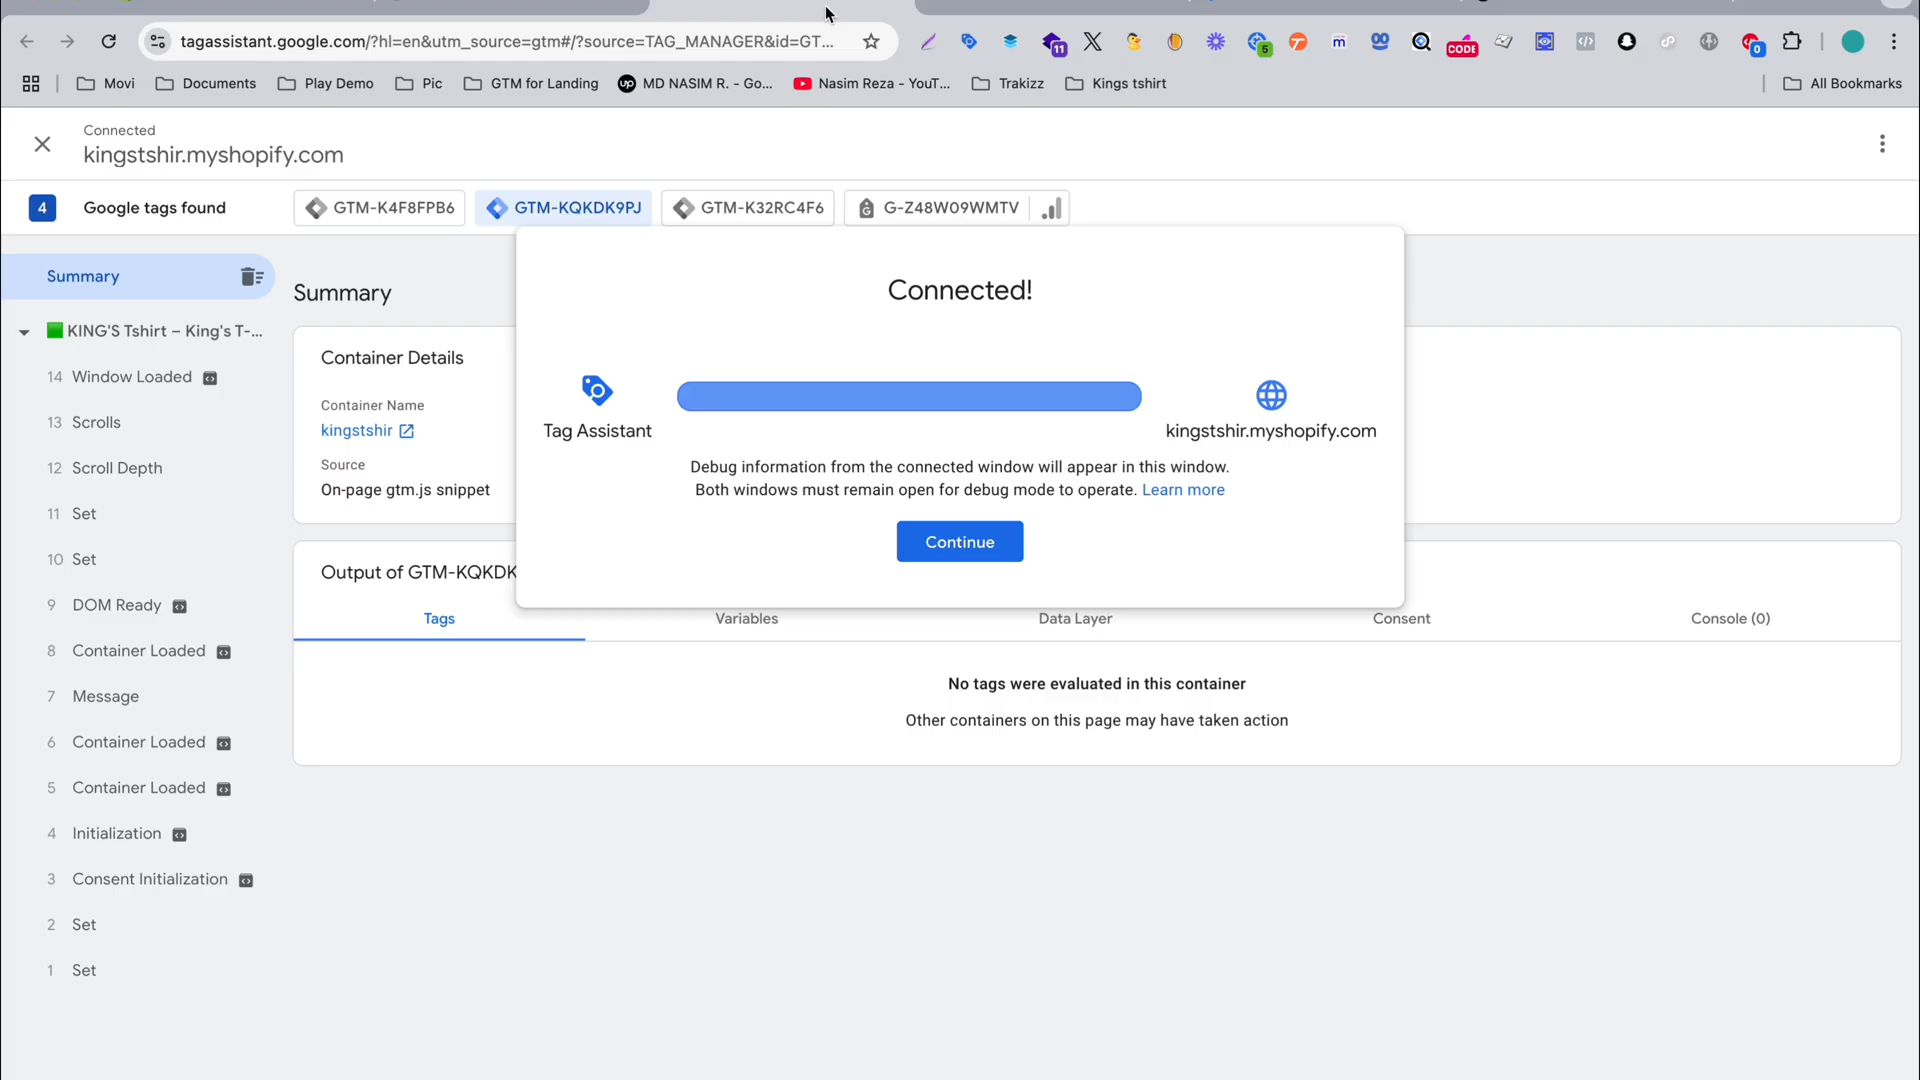 tagassistant.google.com/?hl=en&utm_source=gtm#/?source=TAG_MANAGER&id=GT...
11
5
m
CODE
0
Movi
Documents
Play Demo
Pic
GTM for Landing
up MD NASIM R. - Go...
Nasim Reza - YouT...
Trakizz
Kings tshirt
All Bookmarks
Connected
kingstshir.myshopify.com
4 Google tags found
GTM-K4F8FPB6
GTM-KQKDK9PJ
GTM-K32RC4F6
G-Z48W09WMTV
Summary
KING'S Tshirt – King's T-...
14 Window Loaded
13 Scrolls
12 Scroll Depth
11 Set
10 Set
9 DOM Ready
8 Container Loaded
7 Message
6 Container Loaded
5 Container Loaded
4 Initialization
3 Consent Initialization
2 Set
1 Set
Summary
Container Details
Container Name
kingstshir
Source
On-page gtm.js snippet
Connected!
Tag Assistant
kingstshir.myshopify.com
Debug information from the connected window will appear in this window.
Both windows must remain open for debug mode to operate. Learn more
Continue
Output of GTM-KQKDK
Tags
Variables
Data Layer
Consent
Console (0)
No tags were evaluated in this container
Other containers on this page may have taken action